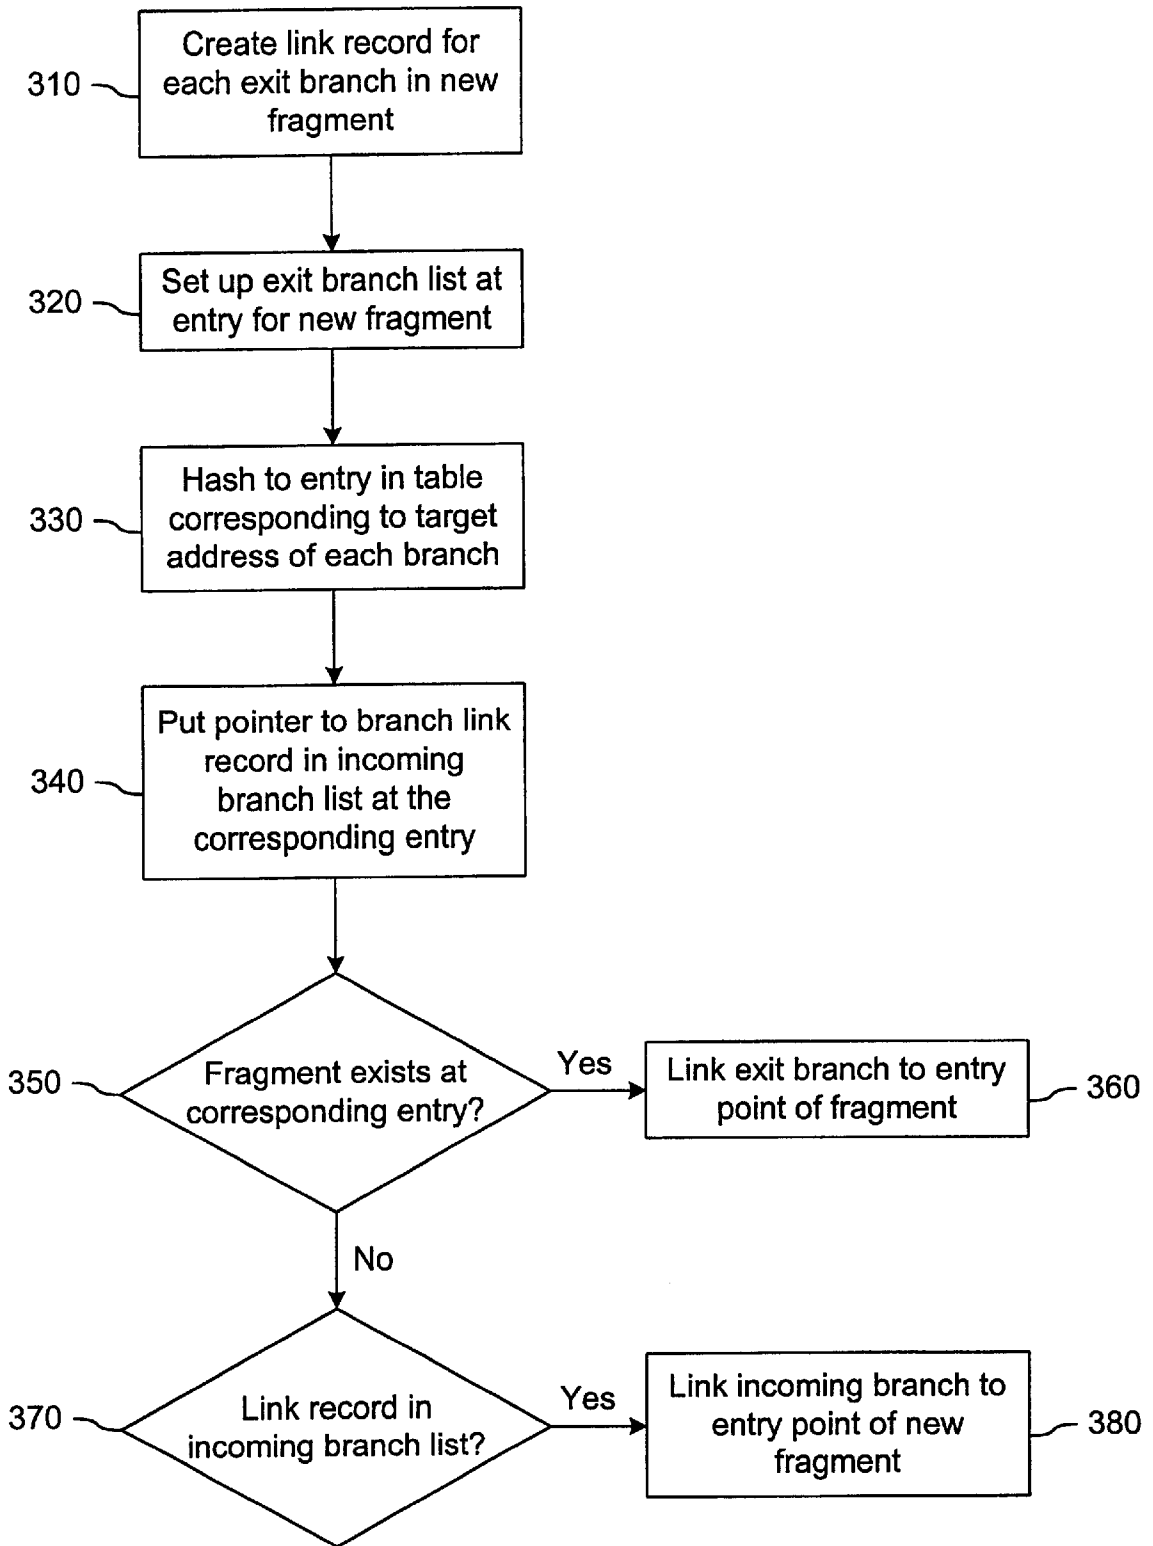 Create link record for
each exit branch in new
fragment
310
Set up exit branch list at
entry for new fragment
320
Hash to entry in table
corresponding to target
address of each branch
330
Put pointer to branch link
record in incoming
branch list at the
corresponding entry
340
Fragment exists at
corresponding entry?
350
Yes
Link exit branch to entry
point of fragment
360
No
Link record in
incoming branch list?
370
Yes
Link incoming branch to
entry point of new
fragment
380